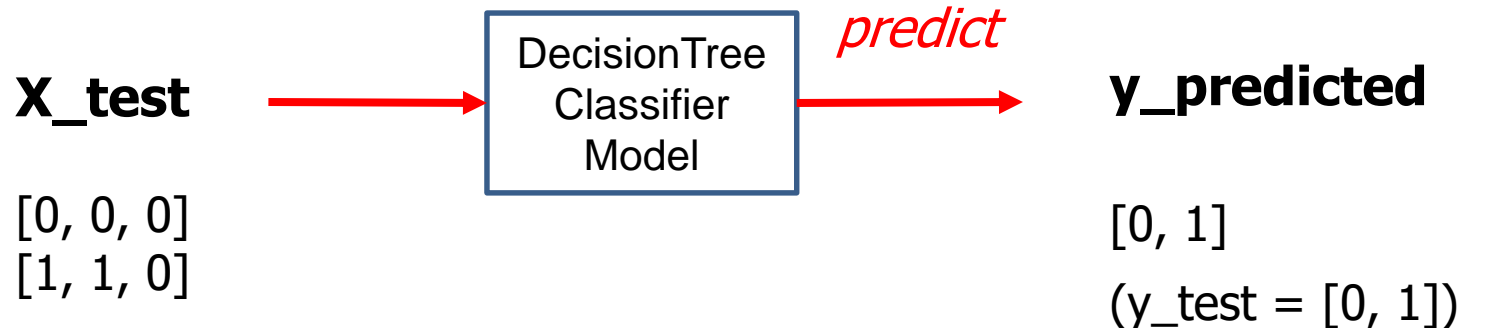 X_test
[0, 0, 0]
[1, 1, 0]
DecisionTree
Classifier
Model
predict
y_predicted
[0, 1]
(y_test = [0, 1])